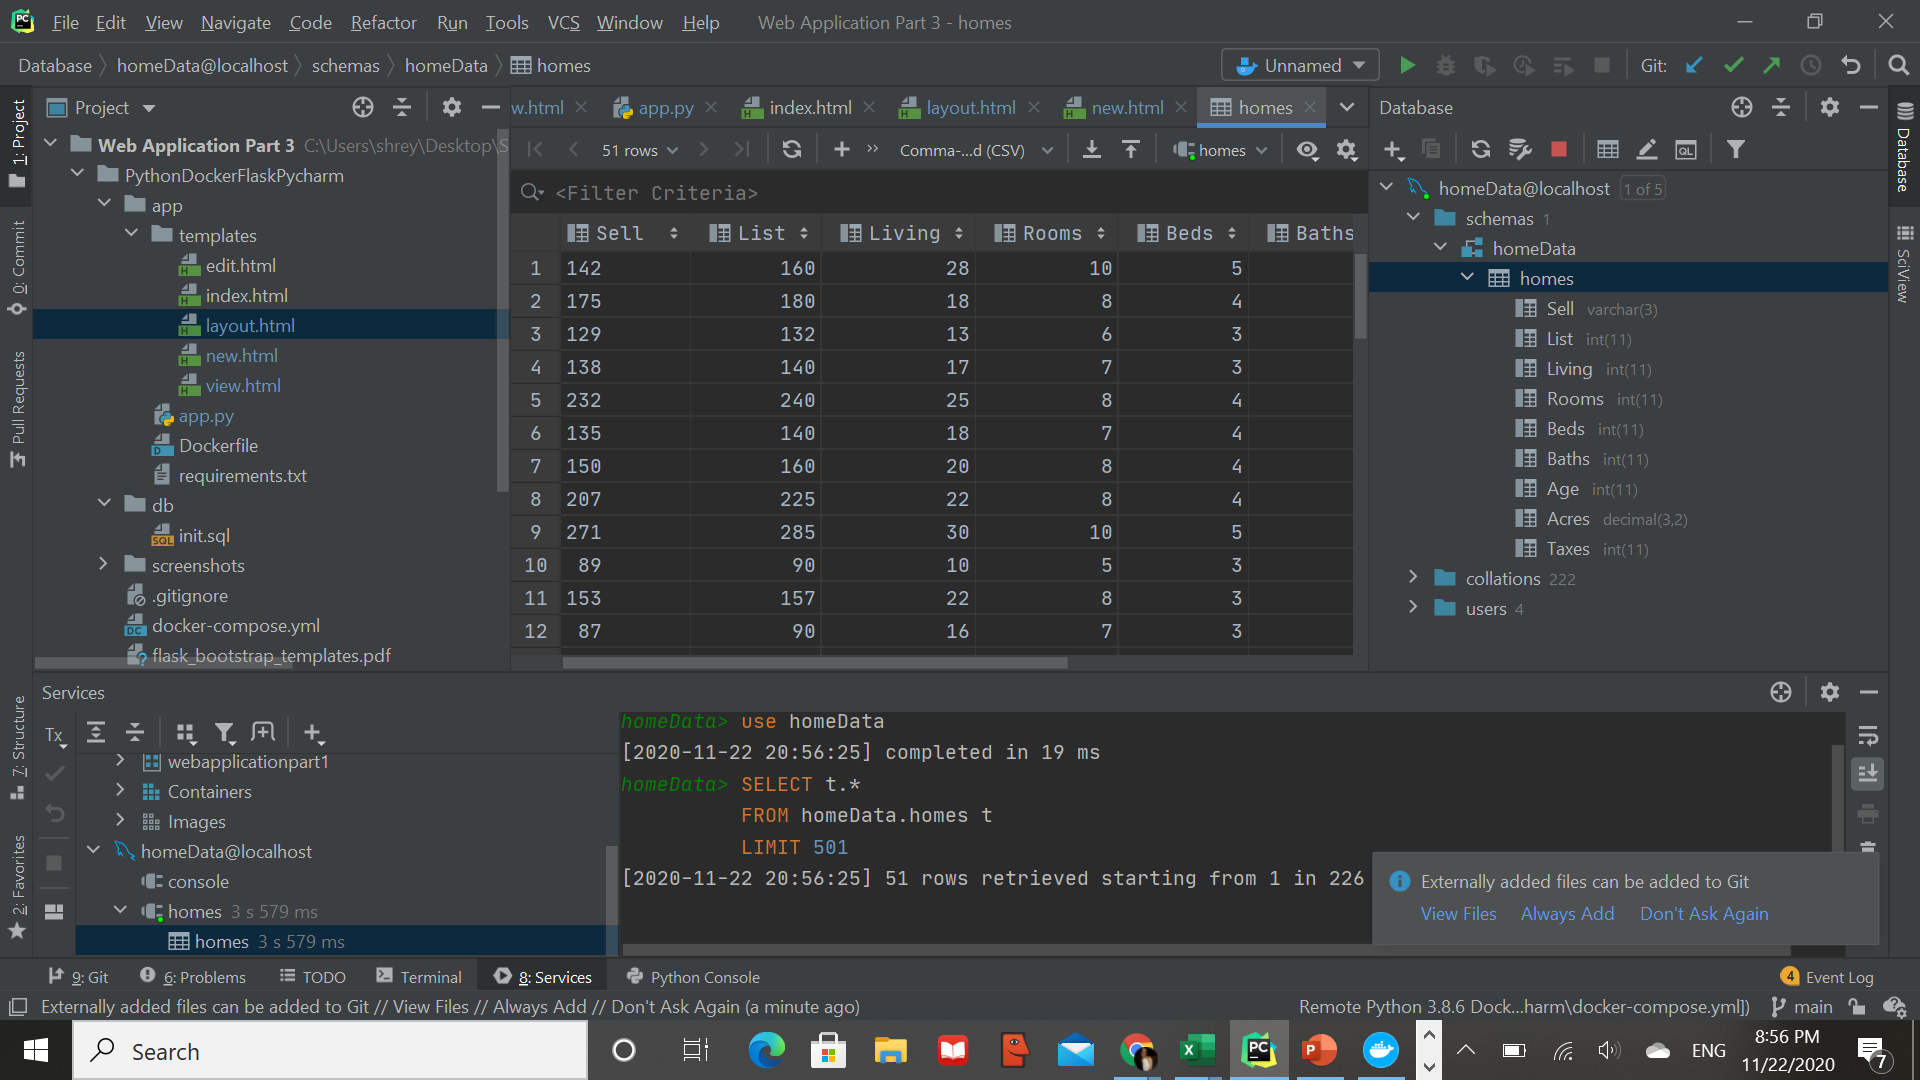 File Edit View Navigate Code Refactor Run Tools VCS Window Help Web Application Part 3 - homes
Database homeData@localhost schemas homeData homes Unnamed Git:
1: Project
0: Commit
Pull Requests
7: Structure
2: Favorites
Project
Web Application Part 3 C:\Users\shrey\Desktop\S
PythonDockerFlaskPycharm
app
templates
edit.html
index.html
layout.html
new.html
view.html
app.py
Dockerfile
requirements.txt
db
init.sql
screenshots
.gitignore
docker-compose.yml
flask_bootstrap_templates.pdf
w.html app.py index.html layout.html new.html homes
51 rows Comma-...d (CSV) homes
<Filter Criteria>
Sell List Living Rooms Beds Baths
1 142 160 28 10 5
2 175 180 18 8 4
3 129 132 13 6 3
4 138 140 17 7 3
5 232 240 25 8 4
6 135 140 18 7 4
7 150 160 20 8 4
8 207 225 22 8 4
9 271 285 30 10 5
10 89 90 10 5 3
11 153 157 22 8 3
12 87 90 16 7 3
Database
homeData@localhost 1 of 5
schemas 1
homeData
homes
Sell varchar(3)
List int(11)
Living int(11)
Rooms int(11)
Beds int(11)
Baths int(11)
Age int(11)
Acres decimal(3,2)
Taxes int(11)
collations 222
users 4
Database
SciView
Services
Tx
webapplicationpart1
Containers
Images
homeData@localhost
console
homes 3 s 579 ms
homes 3 s 579 ms
homeData> use homeData
[2020-11-22 20:56:25] completed in 19 ms
homeData> SELECT t.*
FROM homeData.homes t
LIMIT 501
[2020-11-22 20:56:25] 51 rows retrieved starting from 1 in 226
Externally added files can be added to Git
View Files Always Add Don't Ask Again
9: Git 6: Problems TODO Terminal 8: Services Python Console 4 Event Log
Externally added files can be added to Git // View Files // Always Add // Don't Ask Again (a minute ago) Remote Python 3.8.6 Dock...harm\docker-compose.yml]) main
Search
ENG
8:56 PM
11/22/2020
7